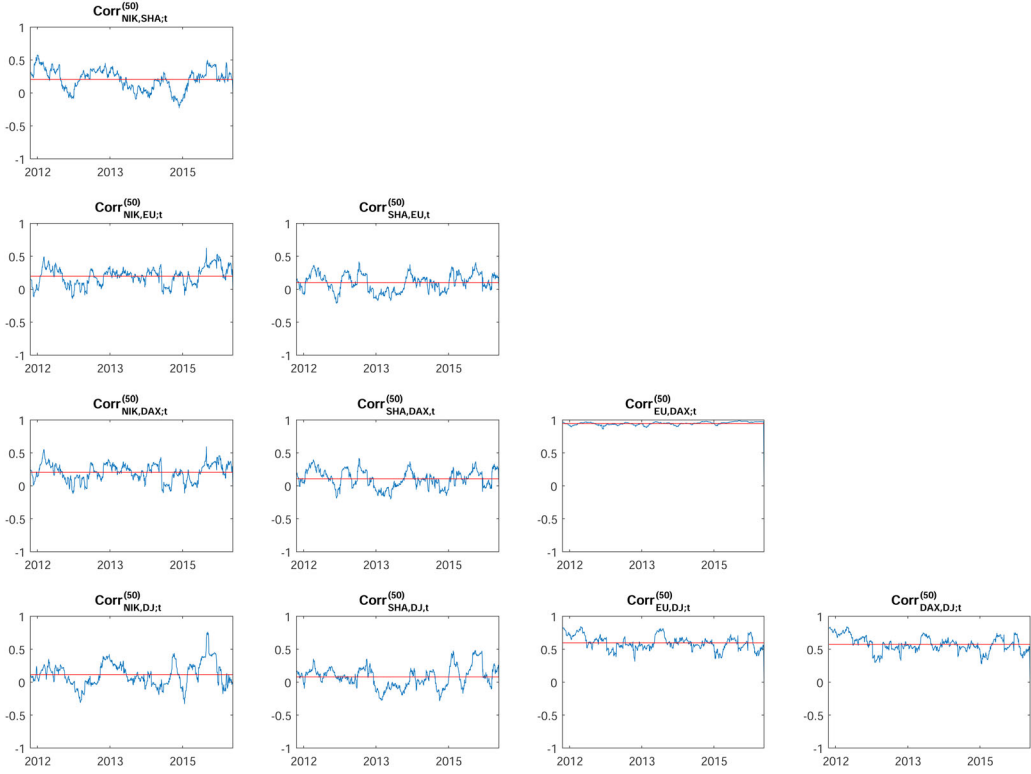 Corr(50)NIK,SHA;t
1
0.5
0
-0.5
-1
2012 2013 2015
Corr(50)NIK,EU;t
1
0.5
0
-0.5
-1
2012 2013 2015
Corr(50)SHA,EU,t
1
0.5
0
-0.5
-1
2012 2013 2015
Corr(50)NIK,DAX;t
1
0.5
0
-0.5
-1
2012 2013 2015
Corr(50)SHA,DAX,t
1
0.5
0
-0.5
-1
2012 2013 2015
Corr(50)EU,DAX;t
1
0.5
0
-0.5
-1
2012 2013 2015
Corr(50)NIK,DJ;t
1
0.5
0
-0.5
-1
2012 2013 2015
Corr(50)SHA,DJ,t
1
0.5
0
-0.5
-1
2012 2013 2015
Corr(50)EU,DJ;t
1
0.5
0
-0.5
-1
2012 2013 2015
Corr(50)DAX,DJ;t
1
0.5
0
-0.5
-1
2012 2013 2015